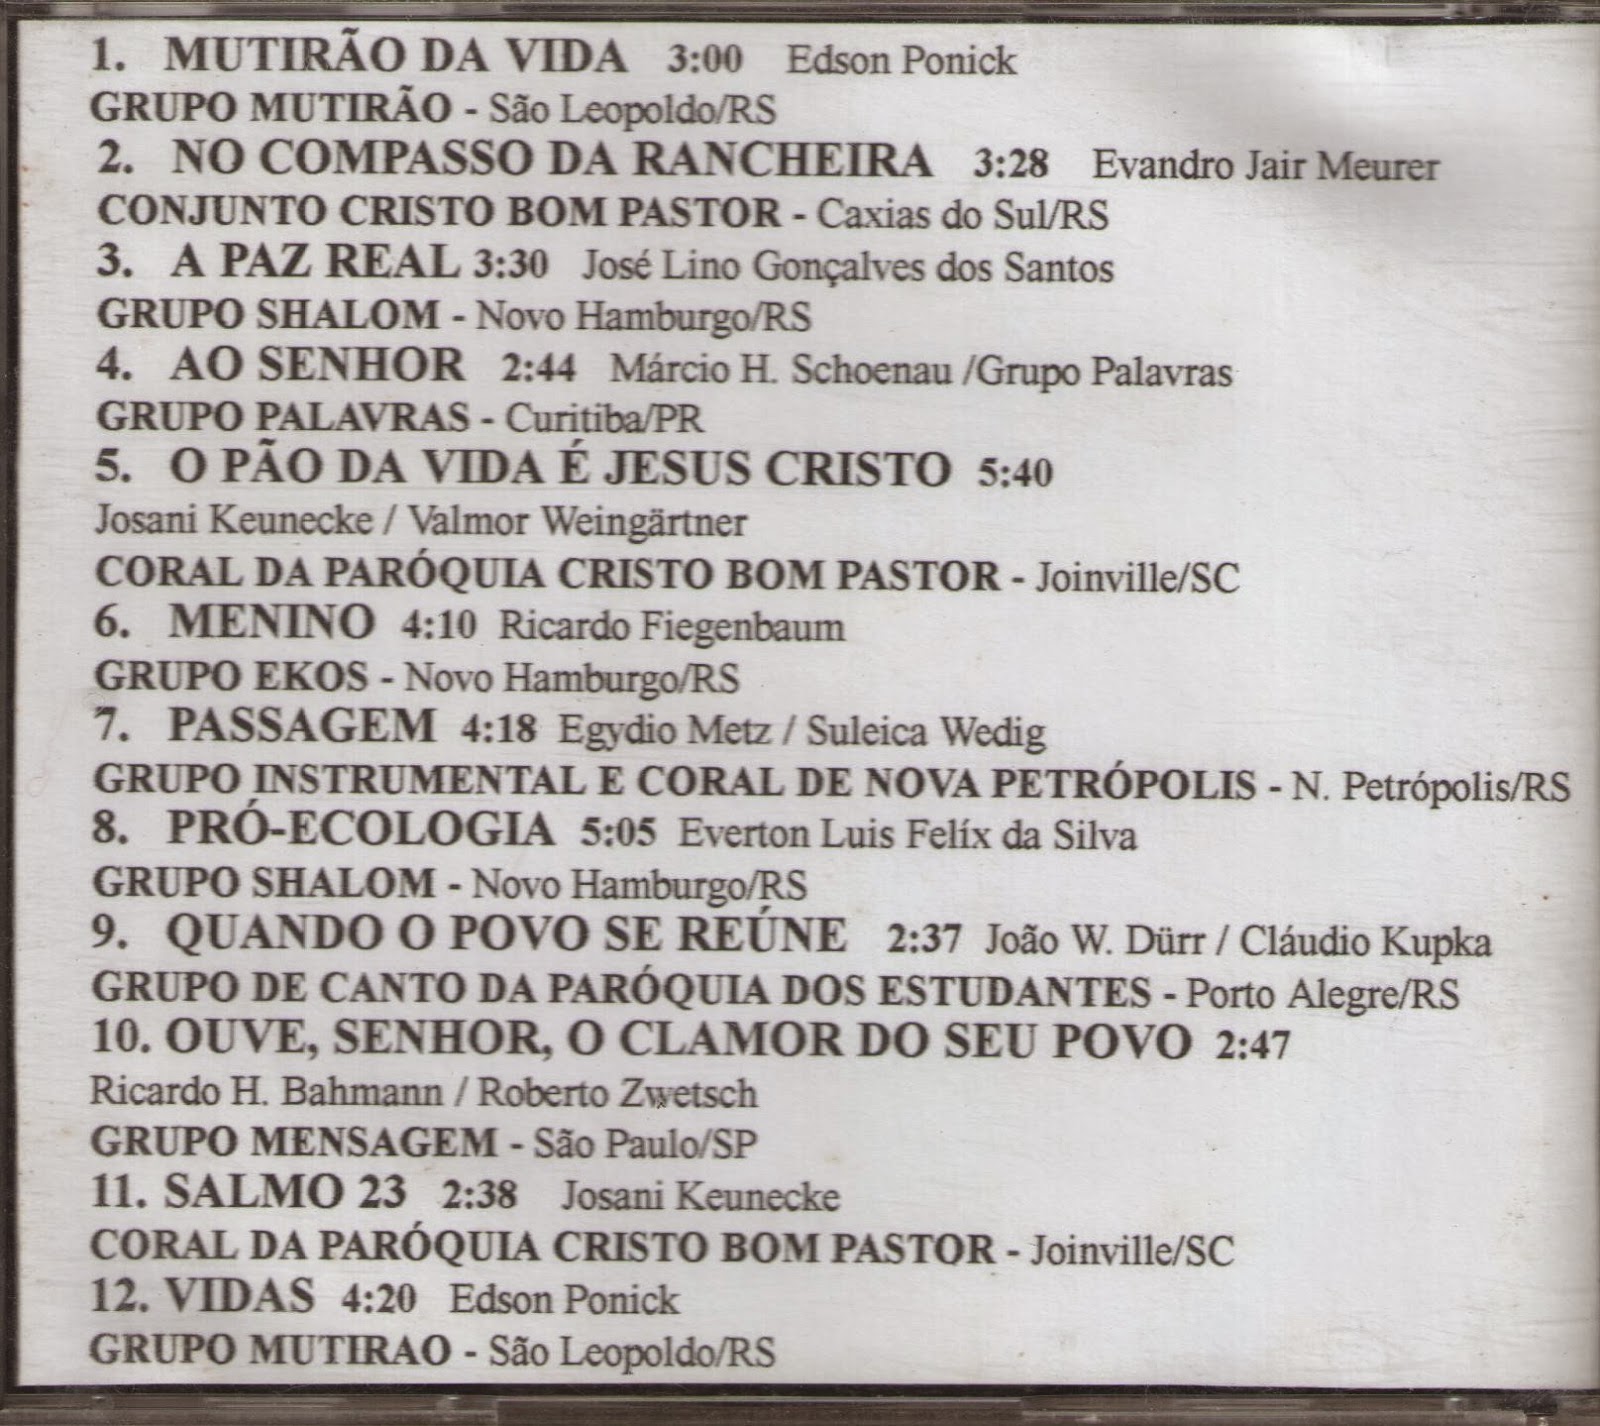 1. MUTIRÃO DA VIDA 3:00 Edson Ponick
GRUPO MUTIRÃO - São Leopoldo/RS
2. NO COMPASSO DA RANCHEIRA 3:28 Evandro Jair Meurer
CONJUNTO CRISTO BOM PASTOR - Caxias do Sul/RS
3. A PAZ REAL 3:30 José Lino Gonçalves dos Santos
GRUPO SHALOM - Novo Hamburgo/RS
4. AO SENHOR 2:44 Márcio H. Schoenau /Grupo Palavras
GRUPO PALAVRAS - Curitiba/PR
5. O PÃO DA VIDA É JESUS CRISTO 5:40
Josani Keunecke / Valmor Weingärtner
CORAL DA PARÓQUIA CRISTO BOM PASTOR - Joinville/SC
6. MENINO 4:10 Ricardo Fiegenbaum
GRUPO EKOS - Novo Hamburgo/RS
7. PASSAGEM 4:18 Egydio Metz / Suleica Wedig
GRUPO INSTRUMENTAL E CORAL DE NOVA PETRÓPOLIS - N. Petrópolis/RS
8. PRÓ-ECOLOGIA 5:05 Everton Luis Felíx da Silva
GRUPO SHALOM - Novo Hamburgo/RS
9. QUANDO O POVO SE REÚNE 2:37 João W. Dürr / Cláudio Kupka
GRUPO DE CANTO DA PARÓQUIA DOS ESTUDANTES - Porto Alegre/RS
10. OUVE, SENHOR, O CLAMOR DO SEU POVO 2:47
Ricardo H. Bahmann / Roberto Zwetsch
GRUPO MENSAGEM - São Paulo/SP
11. SALMO 23 2:38 Josani Keunecke
CORAL DA PARÓQUIA CRISTO BOM PASTOR - Joinville/SC
12. VIDAS 4:20 Edson Ponick
GRUPO MUTIRAO - São Leopoldo/RS